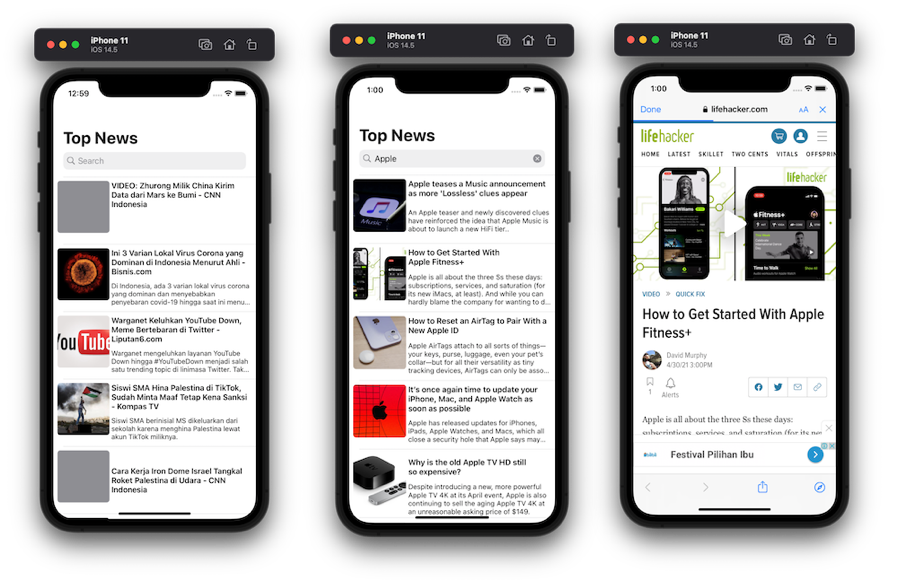 iPhone 11
iOS 14.5
12:59
Top News
Search
VIDEO: Zhurong Milik China Kirim
Data dari Mars ke Bumi - CNN
Indonesia
Ini 3 Varian Lokal Virus Corona yang
Dominan di Indonesia Menurut Ahli -
Bisnis.com
Di Indonesia, ada 3 varian lokal virus corona
yang dominan dan menyebabkan
penyebaran covid-19 hingga saat ini menu...
You Tube
Warganet Keluhkan YouTube Down,
Meme Bertebaran di Twitter -
Liputan6.com
Warganet mengeluhkan layanan YouTube
Down hingga #YouTubeDown menjadi salah
satu trending topic di linimasa Twitter. Tak...
Siswi SMA Hina Palestina di TikTok,
Sudah Minta Maaf Tetap Kena Sanksi
- Kompas TV
Siswi SMA berinisial MS dikeluarkan dari
sekolah karena menghina Palestina lewat
akun TikTok miliknya.
Cara Kerja Iron Dome Israel Tangkal
Roket Palestina di Udara - CNN
Indonesia
iPhone 11
iOS 14.5
1:00
Top News
Apple
Music
Apple teases a Music announcement
as more 'Lossless' clues appear
An Apple teaser and newly discovered clues
have reinforced the idea that Apple Music is
about to launch a new HiFi tier…
How to Get Started With
Apple Fitness+
Apple is all about the three Ss these days:
subscriptions, services, and saturation (for
its new iMacs, at least). And while you can
hardly blame the company for wanting to d...
How to Reset an AirTag to Pair With a
New Apple ID
Apple AirTags attach to all sorts of things—
your keys, purse, luggage, even your pet's
collar—but for all their versatility as tiny
tracking devices, AirTags can only be asso...
It's once again time to update your
iPhone, Mac, and Apple Watch as
soon as possible
Apple has released updates for iPhones,
iPads, Apple Watches, and Macs, which all
close a security hole that Apple says may...
Why is the old Apple TV HD still
so expensive?
Despite introducing a new, more powerful
Apple TV 4K at its April event, Apple is also
continuing to sell the aging Apple TV 4K at
an unreasonable asking price of $149.
iPhone 11
iOS 14.5
1:00
Done
lifehacker.com
AA
lifehacker
HOME LATEST SKILLET TWO CENTS VITALS OFFSPRIN
lifehacker
Bakari Williams
Fitness+
Time to Talk
VIDEO » QUICK FIX
How to Get Started With Apple
Fitness+
David Murphy
4/30/21 3:00PM
1
Alerts
Apple is all about the three Ss these days:
subscriptions, services, and saturation (for its new
Festival Pilihan Ibu